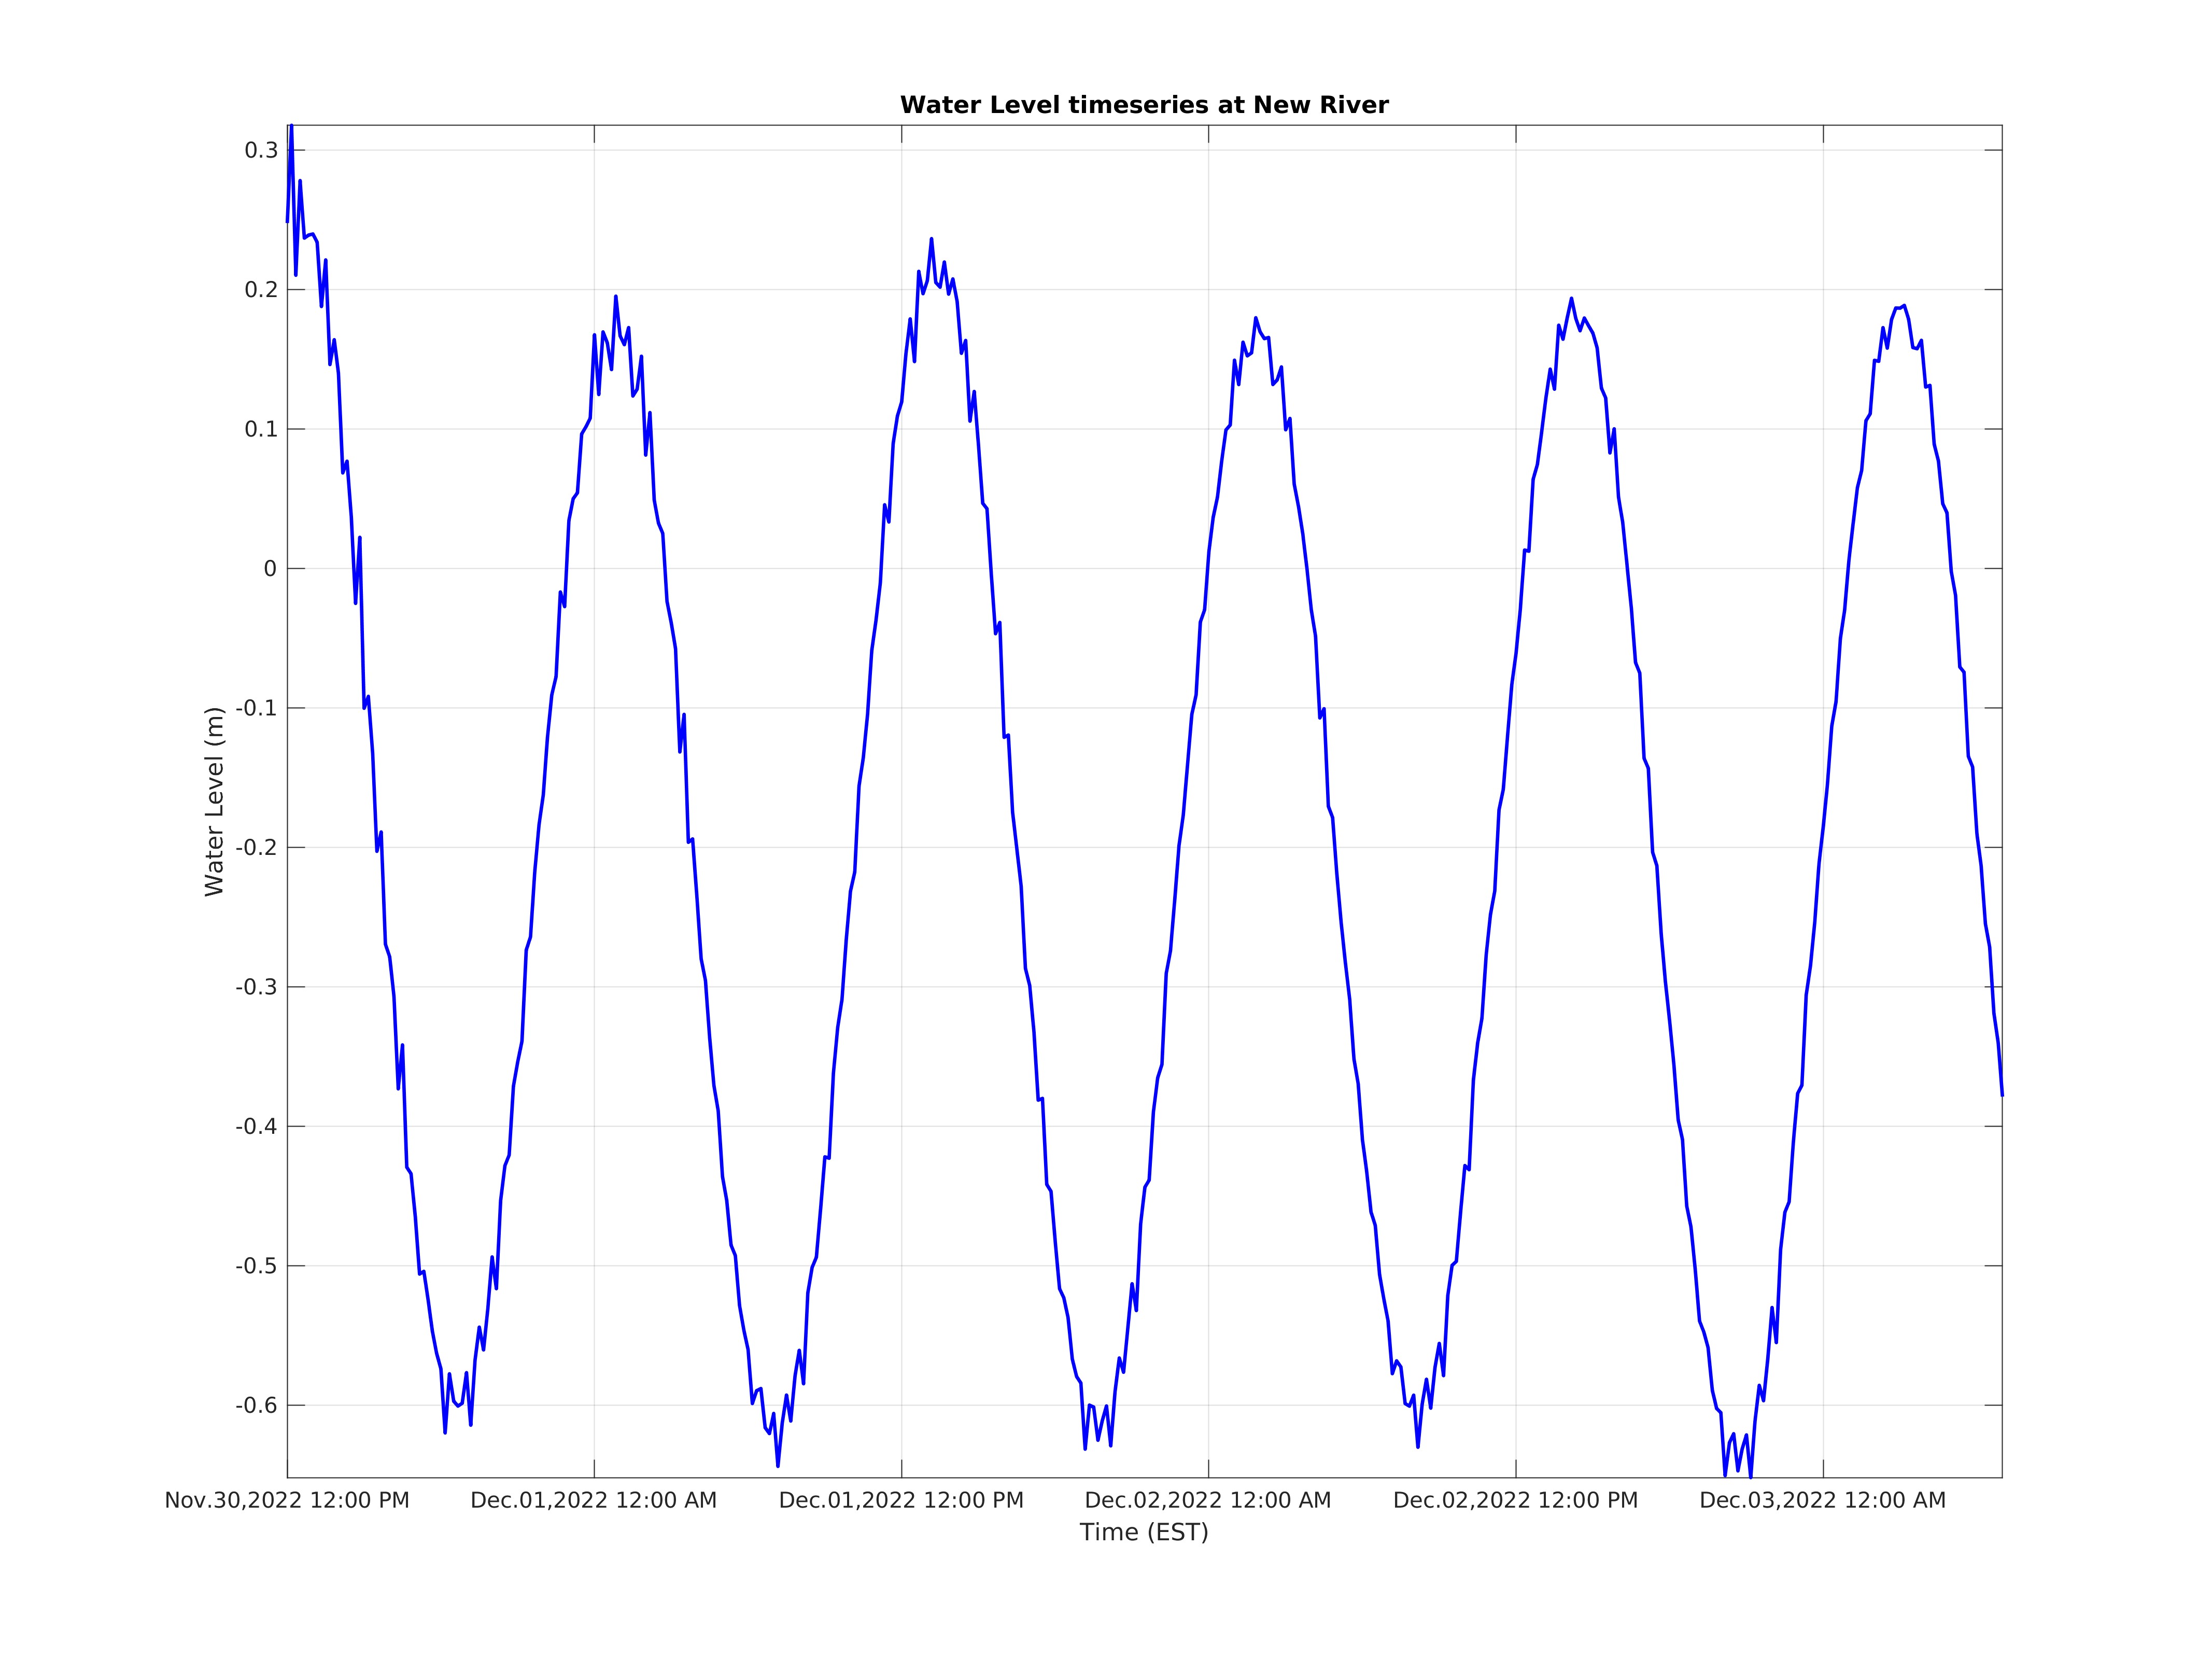 Water Level timeseries at New River
0.3
0.2
0.1
0
-0.1
-0.2
-0.3
-0.4
-0.5
-0.6
Water Level (m)
Nov.30,2022 12:00 PM
Dec.01,2022 12:00 AM
Dec.01,2022 12:00 PM
Dec.02,2022 12:00 AM
Dec.02,2022 12:00 PM
Dec.03,2022 12:00 AM
Time (EST)